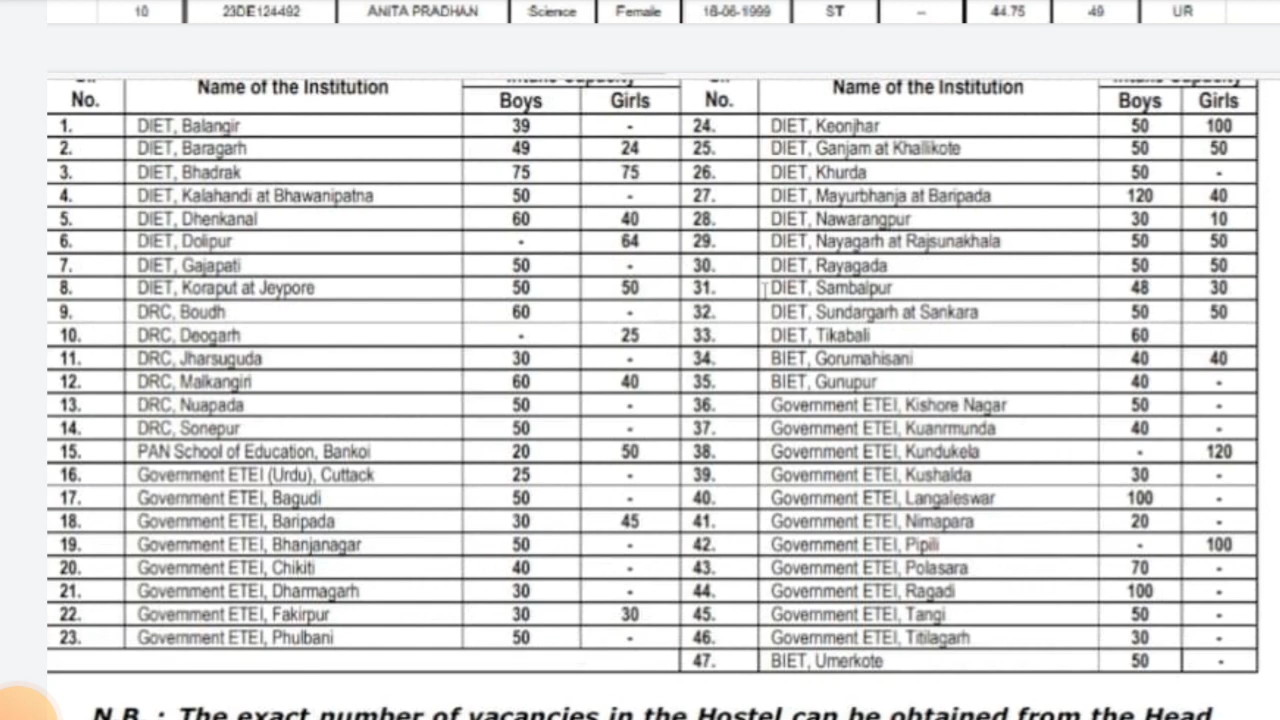 10 23DE124492 ANITA PRADHAN Science Female 16-06-1999 ST -- 44.75 49 UR
No. Name of the Institution Boys Girls No. Name of the Institution Boys Girls
1. DIET, Balangir 39 - 24. DIET, Keonjhar 50 100
2. DIET, Baragarh 49 24 25. DIET, Ganjam at Khallikote 50 50
3. DIET, Bhadrak 75 75 26. DIET, Khurda 50 -
4. DIET, Kalahandi at Bhawanipatna 50 - 27. DIET, Mayurbhanja at Baripada 120 40
5. DIET, Dhenkanal 60 40 28. DIET, Nawarangpur 30 10
6. DIET, Dolipur - 64 29. DIET, Nayagarh at Rajsunakhala 50 50
7. DIET, Gajapati 50 - 30. DIET, Rayagada 50 50
8. DIET, Koraput at Jeypore 50 50 31. DIET, Sambalpur 48 30
9. DRC, Boudh 60 - 32. DIET, Sundargarh at Sankara 50 50
10. DRC, Deogarh - 25 33. DIET, Tikabali 60
11. DRC, Jharsuguda 30 - 34. BIET, Gorumahisani 40 40
12. DRC, Malkangiri 60 40 35. BIET, Gunupur 40 -
13. DRC, Nuapada 50 - 36. Government ETEI, Kishore Nagar 50 -
14. DRC, Sonepur 50 - 37. Government ETEI, Kuanrmunda 40 -
15. PAN School of Education, Bankoi 20 50 38. Government ETEI, Kundukela - 120
16. Government ETEI (Urdu), Cuttack 25 - 39. Government ETEI, Kushalda 30 -
17. Government ETEI, Bagudi 50 - 40. Government ETEI, Langaleswar 100 -
18. Government ETEI, Baripada 30 45 41. Government ETEI, Nimapara 20 -
19. Government ETEI, Bhanjanagar 50 - 42. Government ETEI, Pipili - 100
20. Government ETEI, Chikiti 40 - 43. Government ETEI, Polasara 70 -
21. Government ETEI, Dharmagarh 30 - 44. Government ETEI, Ragadi 100 -
22. Government ETEI, Fakirpur 30 30 45. Government ETEI, Tangi 50 -
23. Government ETEI, Phulbani 50 - 46. Government ETEI, Titilagarh 30 -
47. BIET, Umerkote 50 -
N.B. : The exact number of vacancies in the Hostel can be obtained from the Head